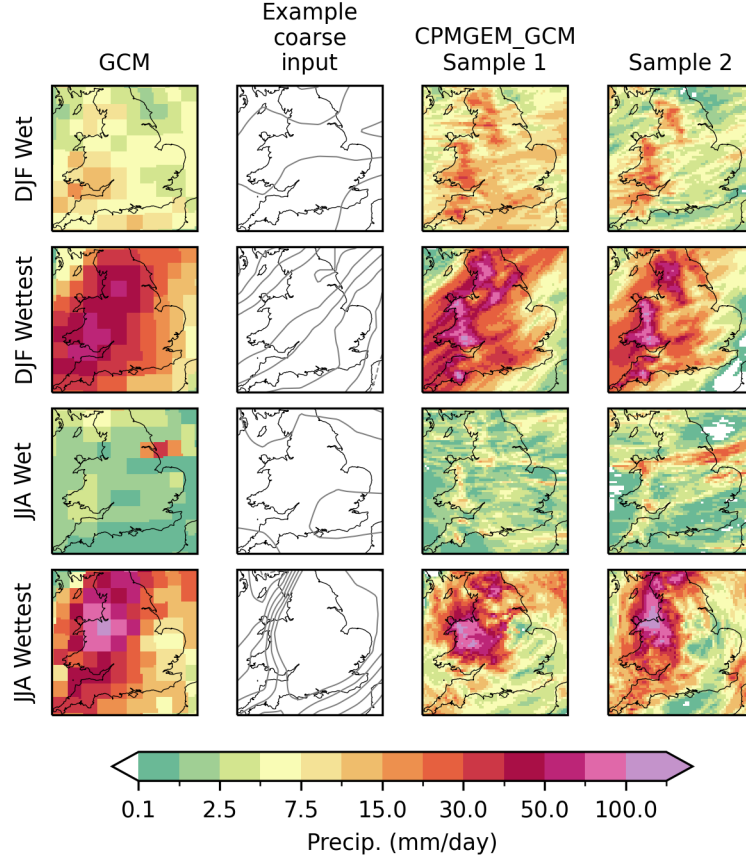 Example
coarse
input
GCM
CPMGEM_GCM
Sample 1
Sample 2
DJF Wet
DJF Wettest
JJA Wet
JJA Wettest
0.1 2.5 7.5 15.0 30.0 50.0 100.0
Precip. (mm/day)